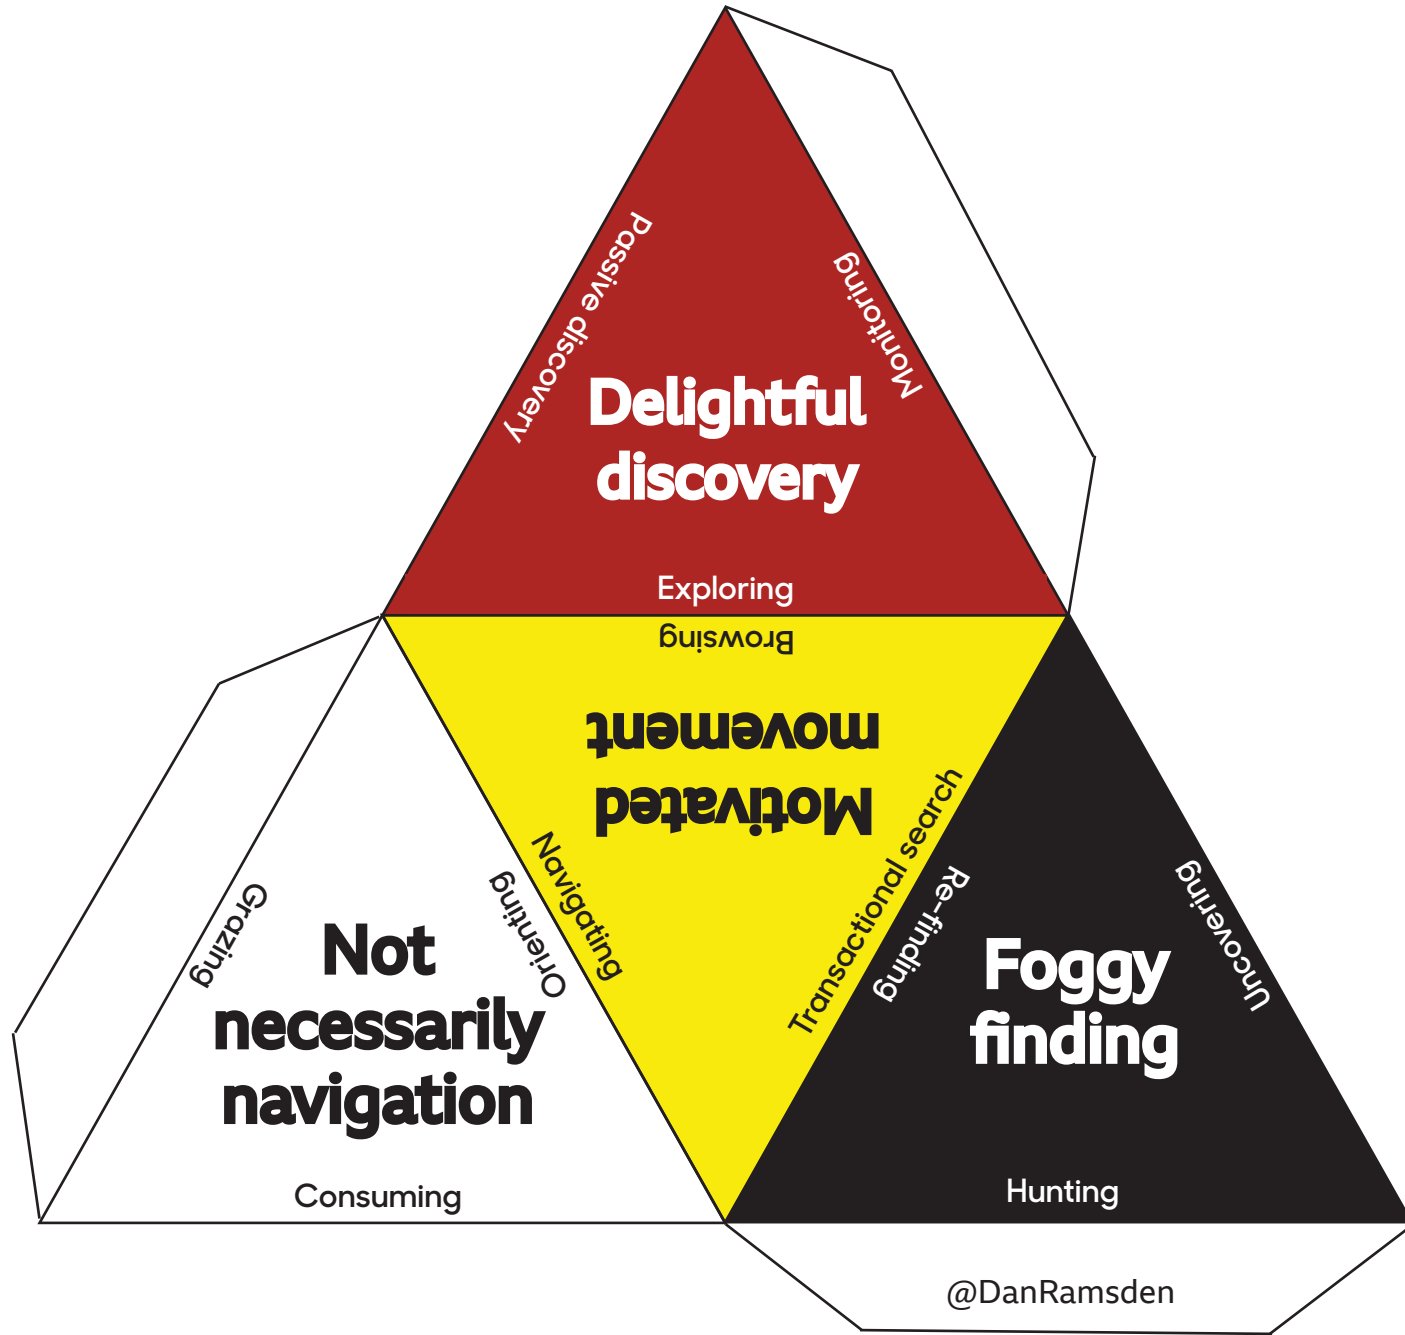 Passive discovery
Monitoring
Delightful
discovery
Exploring
Browsing
Motivated
movement
Navigating
Transactional search
Grazing
Orienting
Not
necessarily
navigation
Consuming
Re-finding
Uncovering
Foggy
finding
Hunting
@DanRamsden